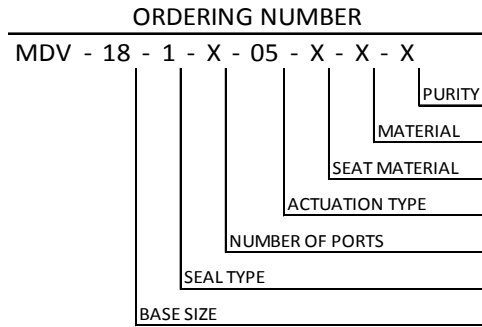 ORDERING NUMBER
MDV - 18 - 1 - X - 05 - X - X - X
PURITY
MATERIAL
SEAT MATERIAL
ACTUATION TYPE
NUMBER OF PORTS
SEAL TYPE
BASE SIZE